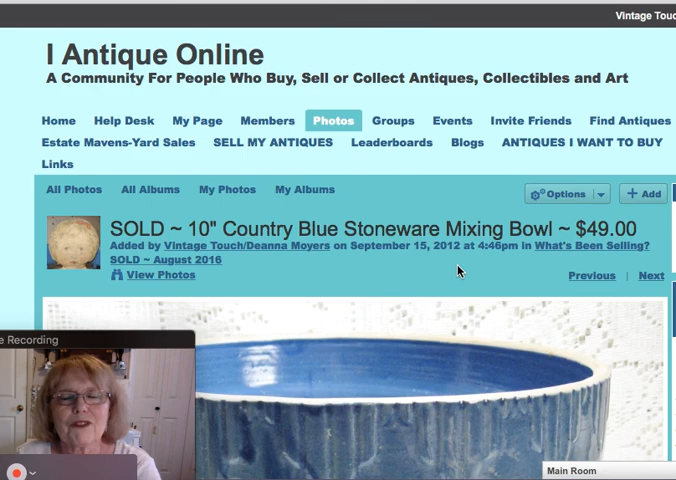 Vintage Touc
I Antique Online
A Community For People Who Buy, Sell or Collect Antiques, Collectibles and Art
Home Help Desk My Page Members Photos Groups Events Invite Friends Find Antiques
Estate Mavens-Yard Sales SELL MY ANTIQUES Leaderboards Blogs ANTIQUES I WANT TO BUY
Links
All Photos All Albums My Photos My Albums Options + Add
SOLD ~ 10" Country Blue Stoneware Mixing Bowl ~ $49.00
Added by Vintage Touch/Deanna Moyers on September 15, 2012 at 4:46pm in What's Been Selling?
SOLD ~ August 2016
View Photos Previous | Next
e Recording
Main Room